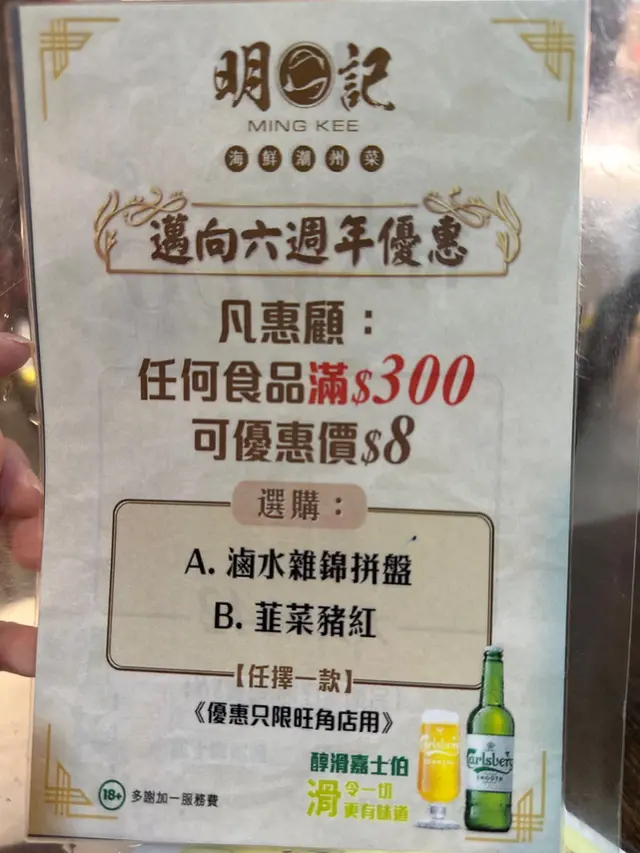 明記
MING KEE
海鮮潮州菜
邁向六週年優惠
凡惠顧：
任何食品滿$300
可優惠價$8
選購：
A. 滷水雜錦拼盤
B. 韮菜豬紅
【任擇一款】
《優惠只限旺角店用》
醇滑嘉士伯
滑 令一切
更有味道
18+ 多謝加一服務費
Carlsberg
Carlsberg
SMOOTH